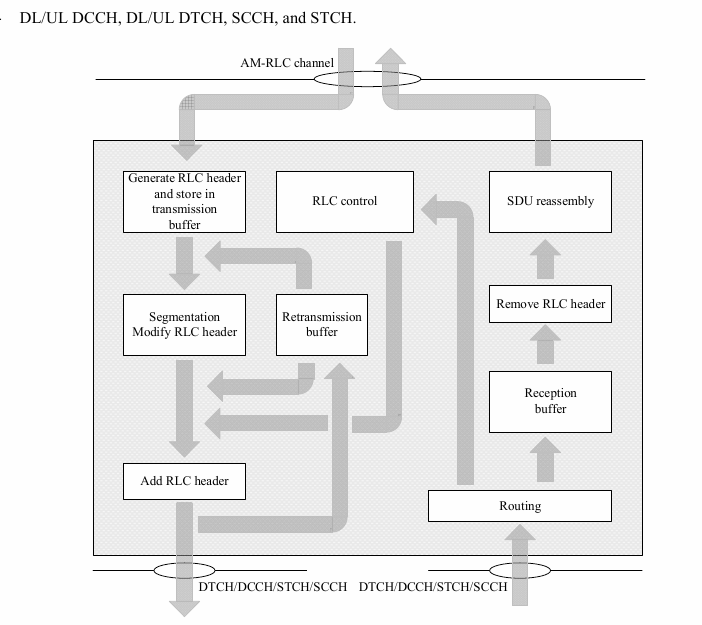 - DL/UL DCCH, DL/UL DTCH, SCCH, and STCH.
AM-RLC channel
Generate RLC header
and store in
transmission
buffer
RLC control
SDU reassembly
Segmentation
Modify RLC header
Retransmission
buffer
Remove RLC header
Reception
buffer
Add RLC header
Routing
DTCH/DCCH/STCH/SCCH
DTCH/DCCH/STCH/SCCH